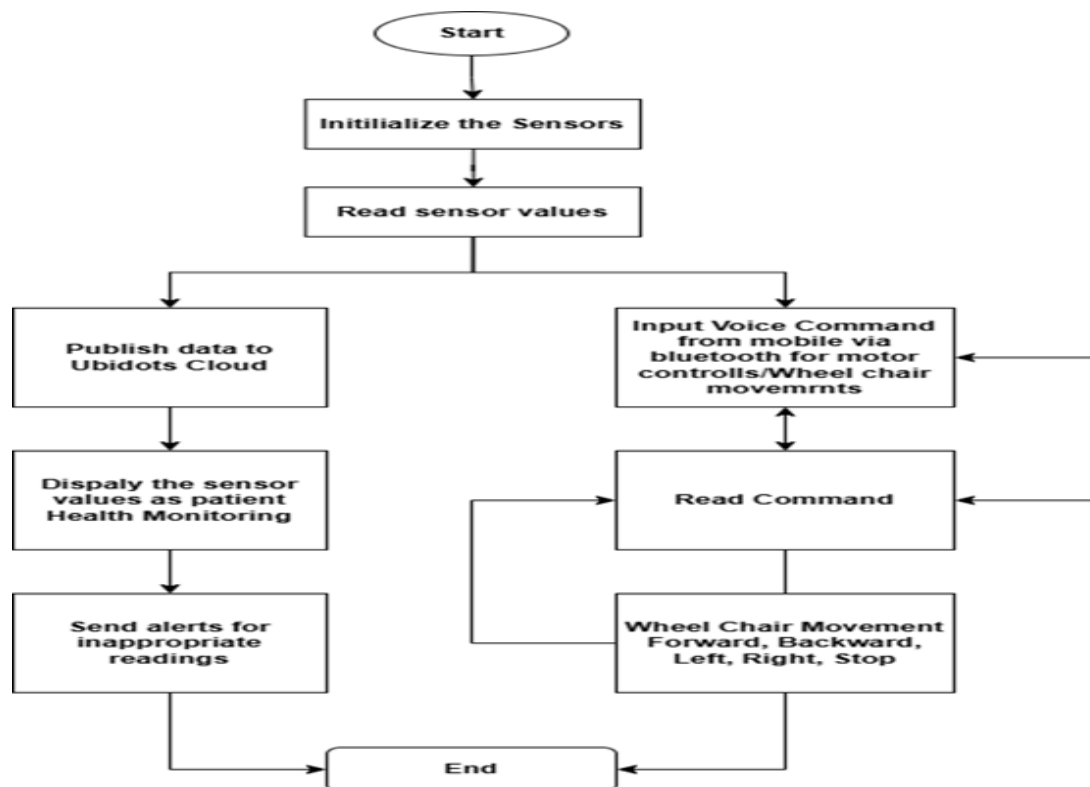 Start
Initilialize the Sensors
Read sensor values
Publish data to
Ubidots Cloud
Dispaly the sensor
values as patient
Health Monitoring
Send alerts for
inappropriate
readings
Input Voice Command
from mobile via
bluetooth for motor
controlls/Wheel chair
movemrnts
Read Command
Wheel Chair Movement
Forward, Backward,
Left, Right, Stop
End